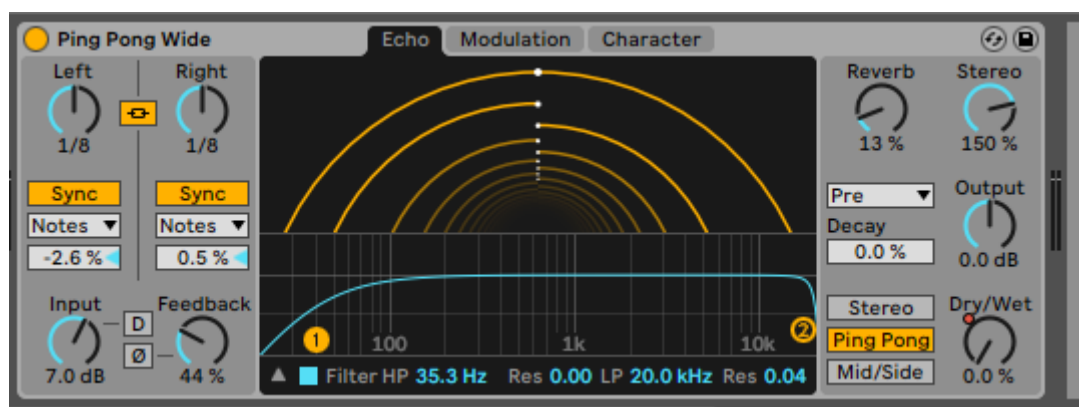 Ping Pong Wide Echo Modulation Character
Left Right
1/8 1/8
Sync Sync
Notes Notes
-2.6 % 0.5 %
Input Feedback
D
Ø
7.0 dB 44 %
1 2
100 1k 10k
Filter HP 35.3 Hz Res 0.00 LP 20.0 kHz Res 0.04
Reverb Stereo
13 % 150 %
Pre Output
Decay
0.0 % 0.0 dB
Stereo Dry/Wet
Ping Pong
Mid/Side 0.0 %